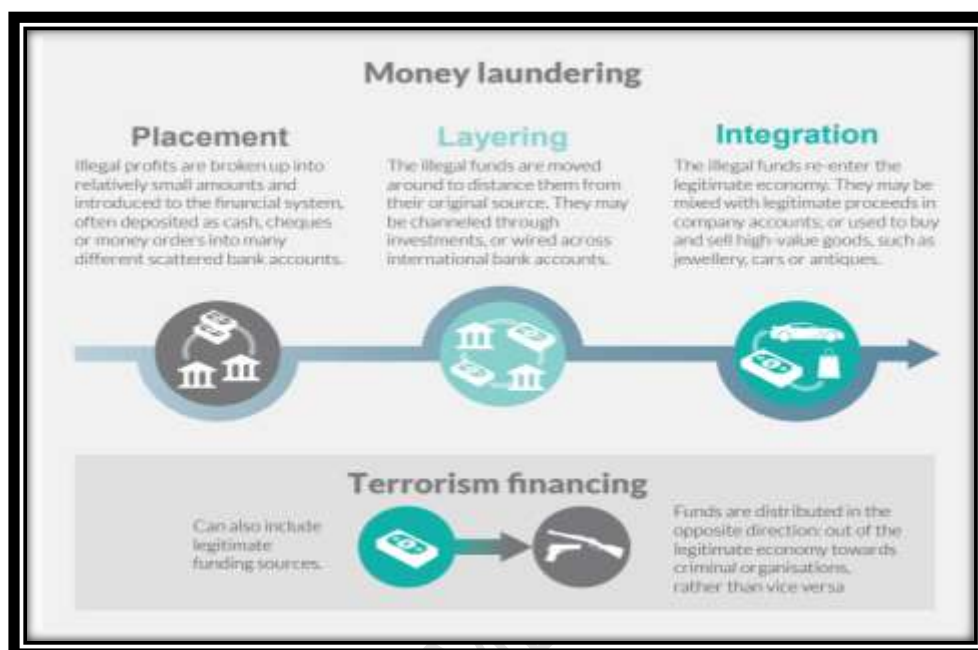 Money laundering
Placement
Illegal profits are broken up into
relatively small amounts and
introduced to the financial system,
often deposited as cash, cheques
or money orders into many
different scattered bank accounts.
Layering
The illegal funds are moved
around to distance them from
their original source. They may
be channeled through
investments, or wired across
international bank accounts.
Integration
The illegal funds re-enter the
legitimate economy. They may be
mixed with legitimate proceeds in
company accounts, or used to buy
and sell high-value goods, such as
jewellery, cars or antiques.
Terrorism financing
Can also include
legitimate
funding sources.
Funds are distributed in the
opposite direction: out of the
legitimate economy towards
criminal organisations,
rather than vice versa